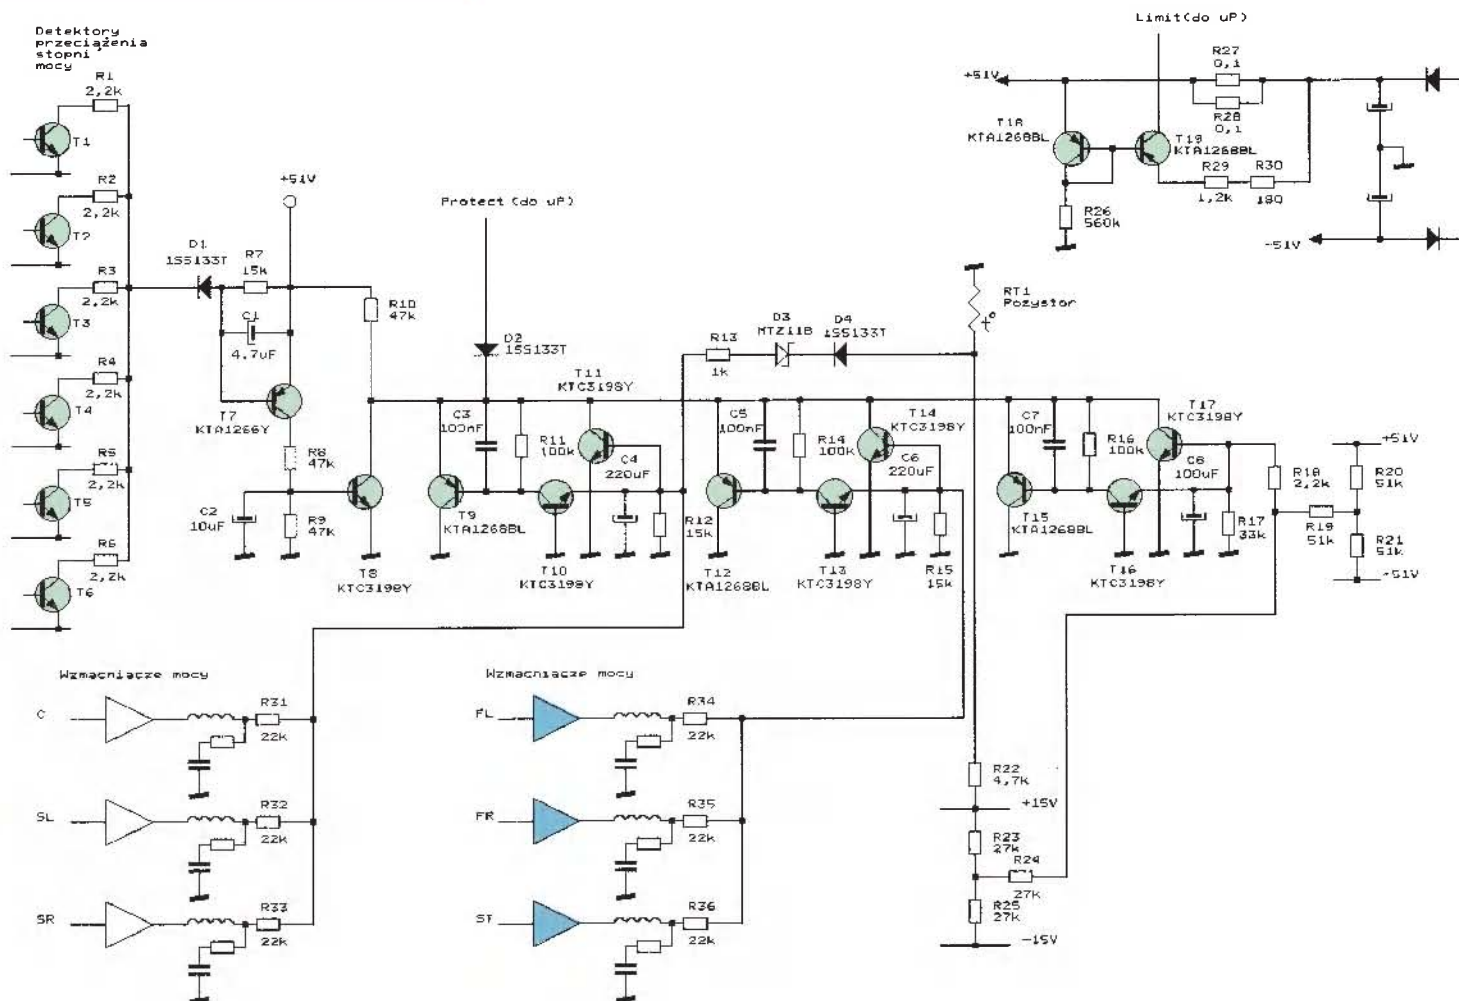 Detektory
przeciążenia
stopni
mocy
R1
2,2k
T1
R2
2,2k
T2
R3
2,2k
T3
R4
2,2k
T4
R5
2,2k
T5
R6
2,2k
T6
D1
1SS133T
R7
15k
C1
4.7uF
+51V
T7
KTA1266Y
R8
47k
C2
10uF
R9
47k
R10
47k
T8
KTC3198Y
Protect (do uP)
D2
1SS133T
C3
100nF
T9
KTA1268BL
R11
100k
T10
KTC3198Y
T11
KTC3198Y
C4
220uF
R12
15k
R13
1k
D3
MTZ11B
D4
1SS133T
C5
100nF
T12
KTA1268BL
R14
100k
T13
KTC3198Y
T14
KTC3198Y
C6
220uF
R15
15k
RT1
Pozystor
t°
C7
100nF
T15
KTA1268BL
R16
100k
T16
KTC3198Y
T17
KTC3198Y
C8
100uF
R17
33k
R18
2,2k
R19
51k
+51V
R20
51k
R21
51k
-51V
Limit(do uP)
+51V
R27
0,1
R28
0,1
T18
KTA1268BL
T19
KTA1268BL
R29
1,2k
R30
180
R26
560k
-51V
Wzmacniacze mocy
C
R31
22k
SL
R32
22k
SR
R33
22k
Wzmacniacze mocy
FL
R34
22k
FR
R35
22k
R36
22k
R22
4,7k
+15V
R23
27k
R24
27K
R25
27k
-15V